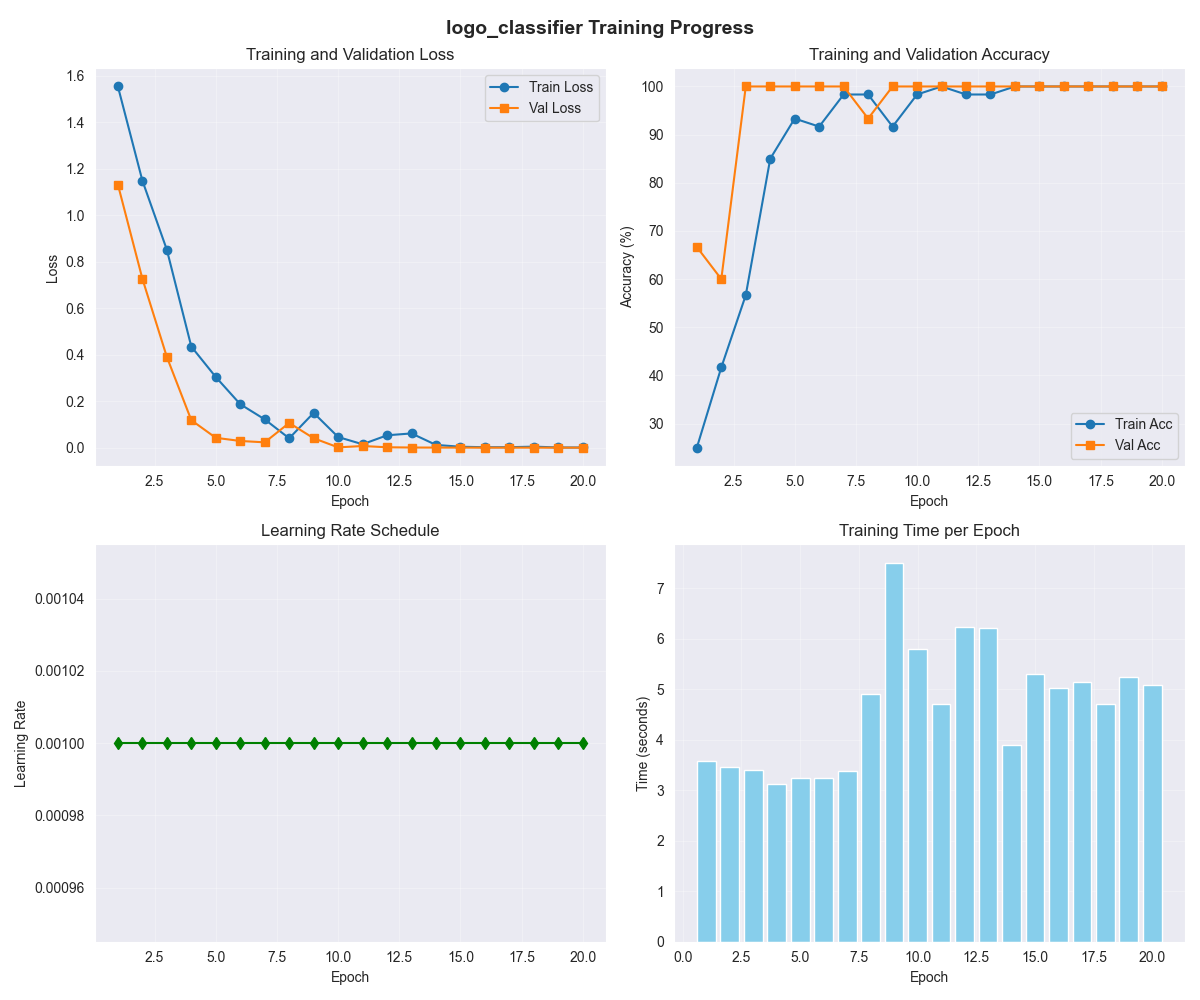 logo_classifier Training Progress
Training and Validation Loss
Loss
1.6
1.4
1.2
1.0
0.8
0.6
0.4
0.2
0.0
Train Loss
Val Loss
2.5 5.0 7.5 10.0 12.5 15.0 17.5 20.0
Epoch
Training and Validation Accuracy
Accuracy (%)
100
90
80
70
60
50
40
30
Train Acc
Val Acc
2.5 5.0 7.5 10.0 12.5 15.0 17.5 20.0
Epoch
Learning Rate Schedule
Learning Rate
0.00104
0.00102
0.00100
0.00098
0.00096
2.5 5.0 7.5 10.0 12.5 15.0 17.5 20.0
Epoch
Training Time per Epoch
Time (seconds)
7
6
5
4
3
2
1
0
0.0 2.5 5.0 7.5 10.0 12.5 15.0 17.5 20.0
Epoch